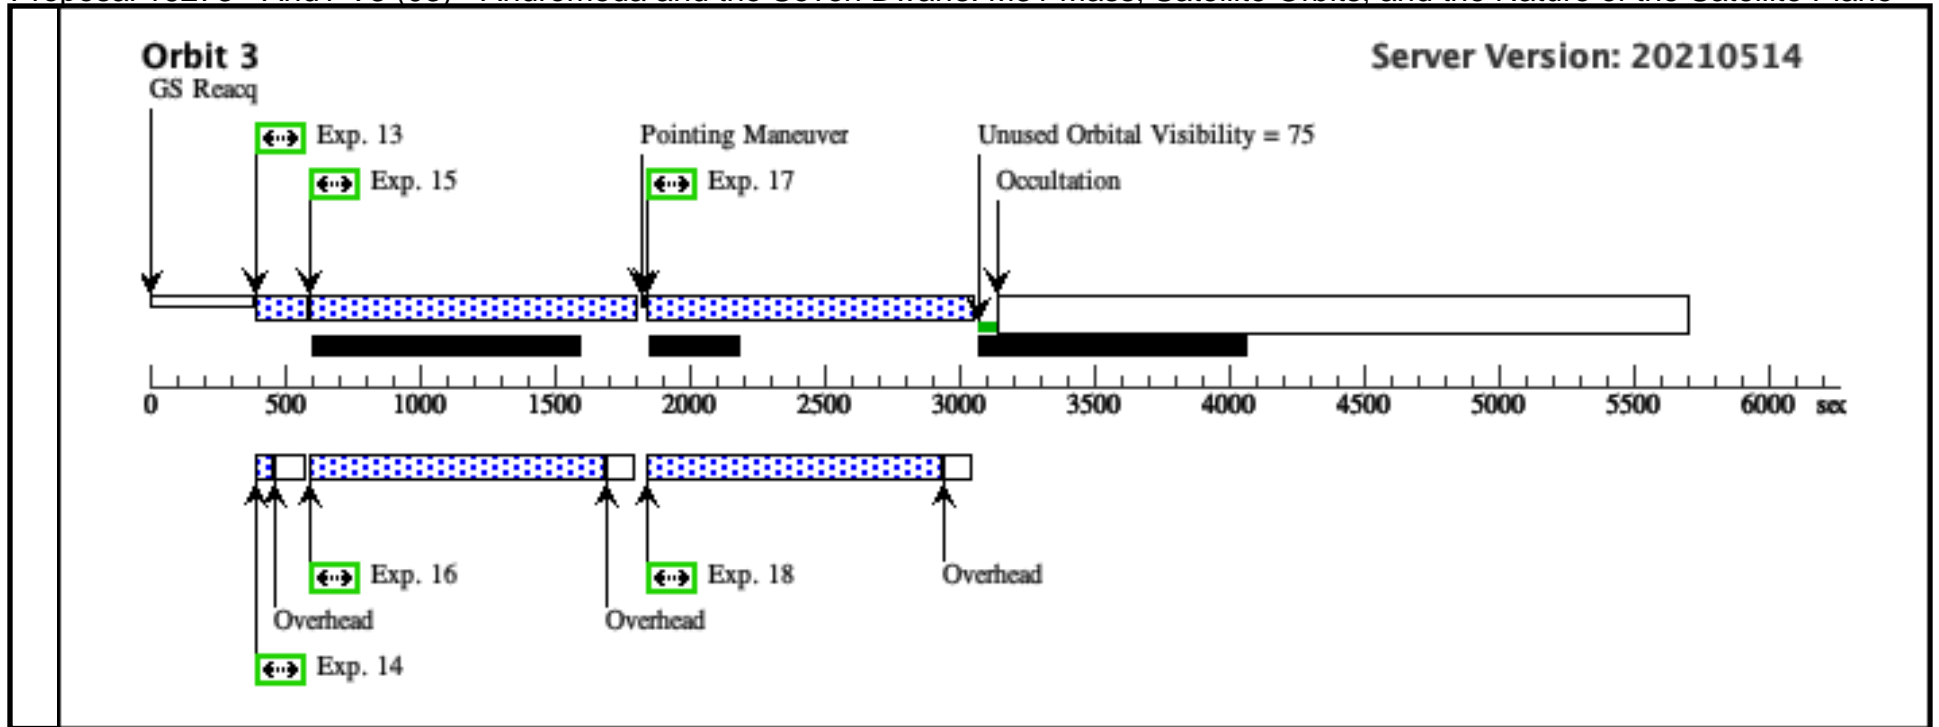 Orbit 3
Server Version: 20210514
GS Reacq
Exp. 13
Pointing Maneuver
Unused Orbital Visibility = 75
Exp. 15
Exp. 17
Occultation
0 500 1000 1500 2000 2500 3000 3500 4000 4500 5000 5500 6000 sec
Exp. 16
Exp. 18
Overhead
Overhead
Overhead
Exp. 14